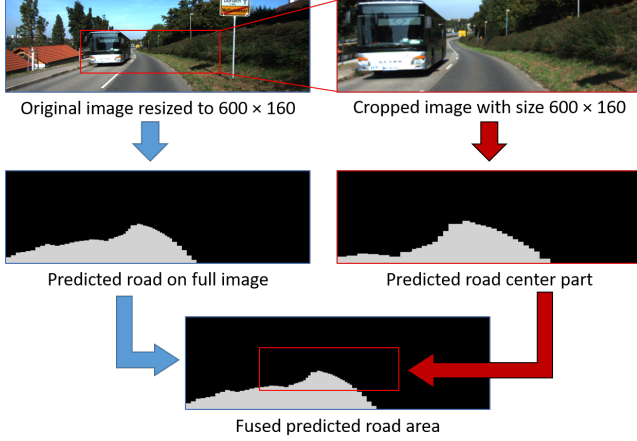 Original image resized to 600 × 160
Cropped image with size 600 × 160
Predicted road on full image
Predicted road center part
Fused predicted road area